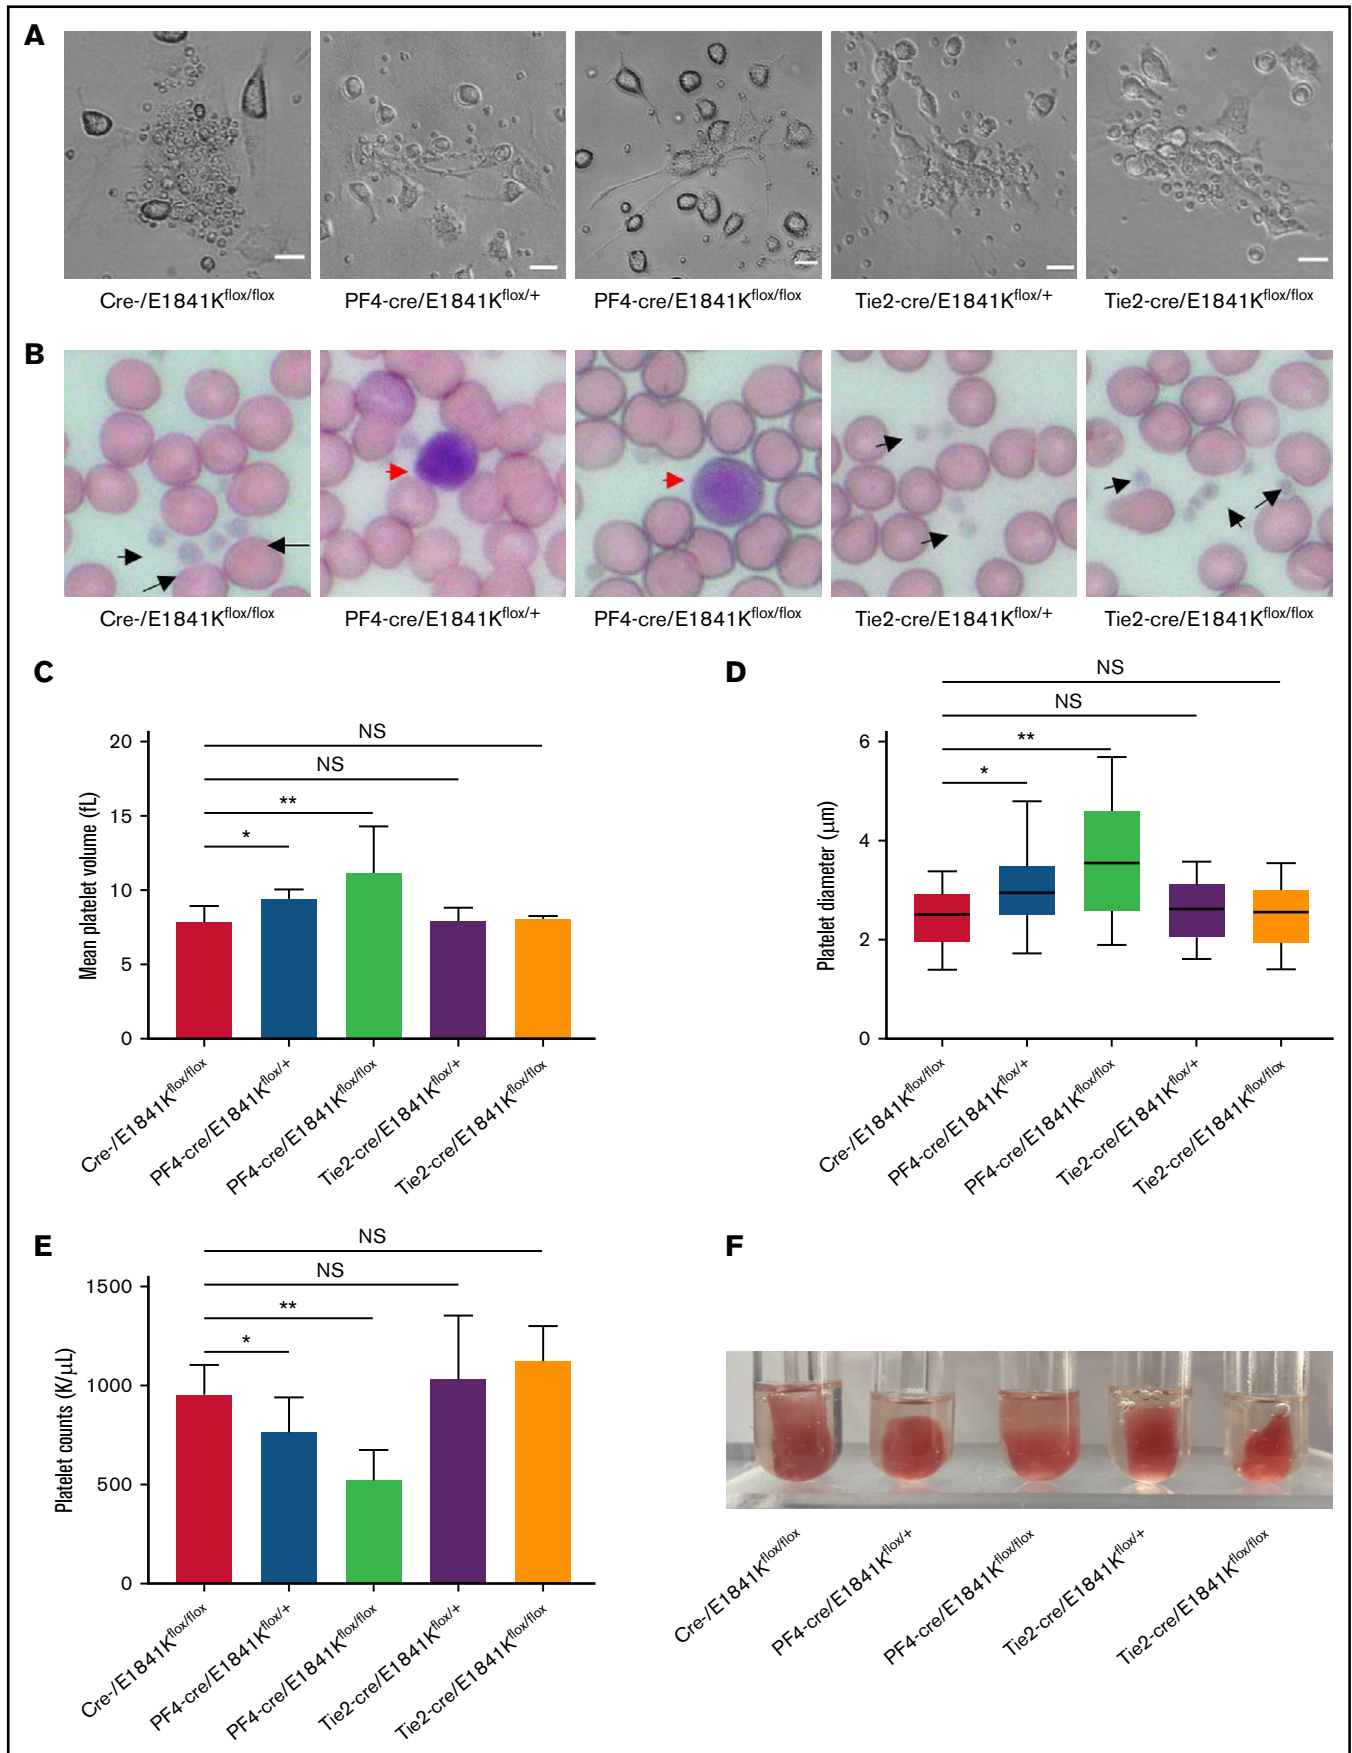 A
Cre-/E1841Kflox/flox
PF4-cre/E1841Kflox/+
PF4-cre/E1841Kflox/flox
Tie2-cre/E1841Kflox/+
Tie2-cre/E1841Kflox/flox
B
Cre-/E1841Kflox/flox
PF4-cre/E1841Kflox/+
PF4-cre/E1841Kflox/flox
Tie2-cre/E1841Kflox/+
Tie2-cre/E1841Kflox/flox
C
NS
NS
**
*
20
15
10
5
0
Mean platelet volume (fL)
Cre-/E1841Kflox/flox
PF4-cre/E1841Kflox/+
PF4-cre/E1841Kflox/flox
Tie2-cre/E1841Kflox/+
Tie2-cre/E1841Kflox/flox
D
NS
NS
**
*
6
4
2
0
Platelet diameter (μm)
Cre-/E1841Kflox/flox
PF4-cre/E1841Kflox/+
PF4-cre/E1841Kflox/flox
Tie2-cre/E1841Kflox/+
Tie2-cre/E1841Kflox/flox
E
NS
NS
**
*
1500
1000
500
0
Platelet counts (K/μL)
Cre-/E1841Kflox/flox
PF4-cre/E1841Kflox/+
PF4-cre/E1841Kflox/flox
Tie2-cre/E1841Kflox/+
Tie2-cre/E1841Kflox/flox
F
Cre-/E1841Kflox/flox
PF4-cre/E1841Kflox/+
PF4-cre/E1841Kflox/flox
Tie2-cre/E1841Kflox/+
Tie2-cre/E1841Kflox/flox